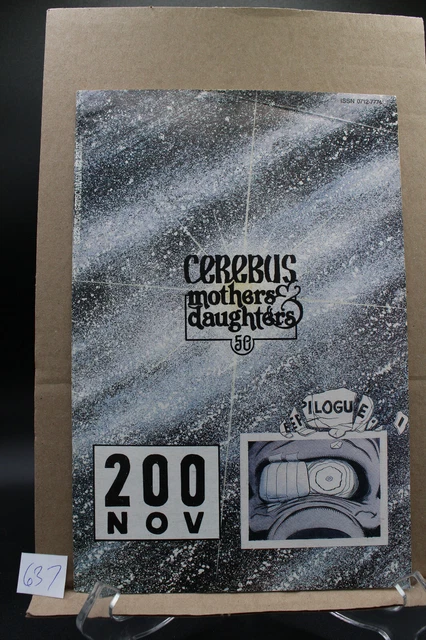 ISSN 0712-7774
CEREBUS
mothers &
daughters
50
EPILOGUE
200
NOV
637